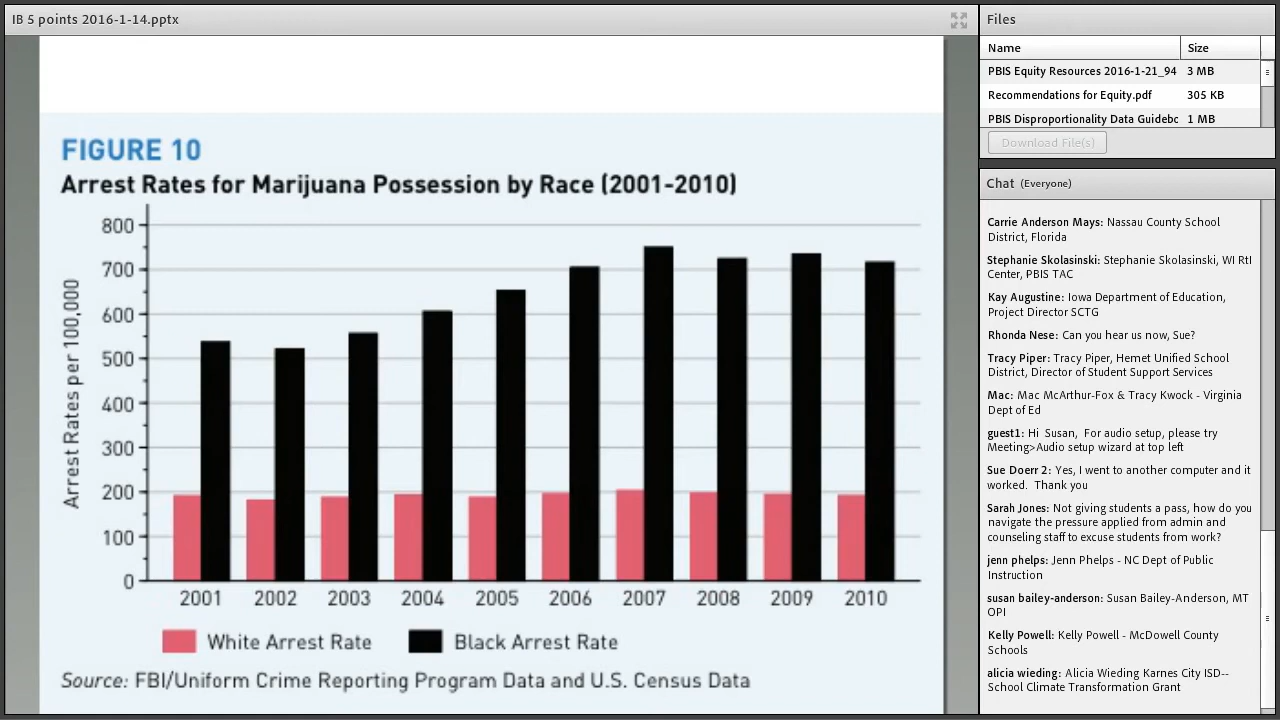 IB 5 points 2016-1-14.pptx
FIGURE 10
Arrest Rates for Marijuana Possession by Race (2001-2010)
Arrest Rates per 100,000
800
700
600
500
400
300
200
100
0
2001 2002 2003 2004 2005 2006 2007 2008 2009 2010
White Arrest Rate Black Arrest Rate
Source: FBI/Uniform Crime Reporting Program Data and U.S. Census Data
Files
Name Size
PBIS Equity Resources 2016-1-21_94 3 MB
Recommendations for Equity.pdf 305 KB
PBIS Disproportionality Data Guidebc 1 MB
Download File(s)
Chat (Everyone)
Carrie Anderson Mays: Nassau County School
District, Florida
Stephanie Skolasinski: Stephanie Skolasinski, WI RtI
Center, PBIS TAC
Kay Augustine: Iowa Department of Education,
Project Director SCTG
Rhonda Nese: Can you hear us now, Sue?
Tracy Piper: Tracy Piper, Hemet Unified School
District, Director of Student Support Services
Mac: Mac McArthur-Fox & Tracy Kwock - Virginia
Dept of Ed
guest1: Hi Susan, For audio setup, please try
Meeting>Audio setup wizard at top left
Sue Doerr 2: Yes, I went to another computer and it
worked. Thank you
Sarah Jones: Not giving students a pass, how do you
navigate the pressure applied from admin and
counseling staff to excuse students from work?
jenn phelps: Jenn Phelps - NC Dept of Public
Instruction
susan bailey-anderson: Susan Bailey-Anderson, MT
OPI
Kelly Powell: Kelly Powell - McDowell County
Schools
alicia wieding: Alicia Wieding Karnes City ISD--
School Climate Transformation Grant